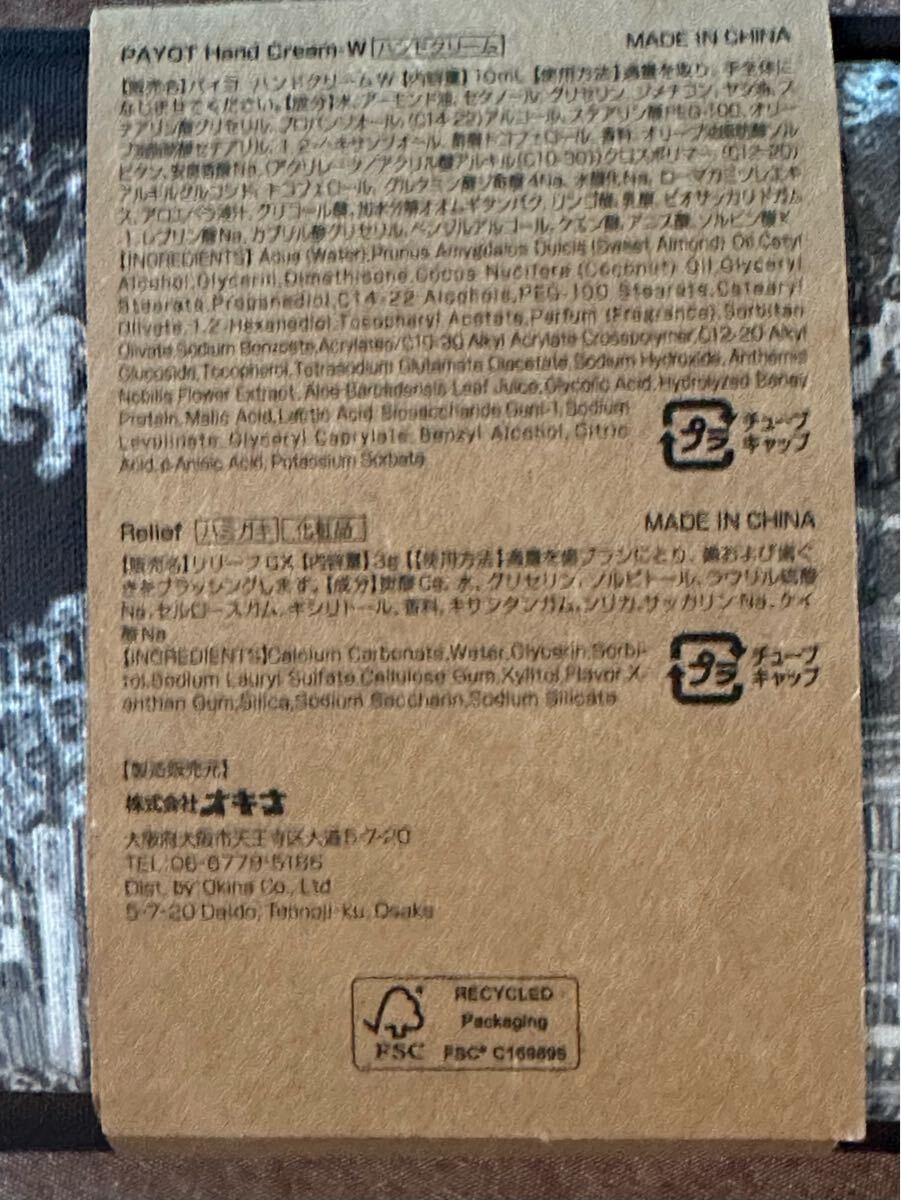 PAYOT Hand Cream-W ハンドクリーム MADE IN CHINA
【販売名】パイヨ ハンドクリームW 【内容量】10mL 【使用方法】適量を取り、手全体に
なじませてください。【成分】水、アーモンド油、セタノール、グリセリン、ジメチコン、ヤシ油、ス
テアリン酸グリセリル、プロパンジオール、(C14-22)アルコール、ステアリン酸PEG-100、オリー
ブ油脂肪酸セテアリル、1,2-ヘキサンジオール、酢酸トコフェロール、香料、オリーブ油脂肪酸ソル
ビタン、安息香酸Na、(アクリレーツ/アクリル酸アルキル(C10-30))クロスポリマー、(C12-20)
アルキルグルコシド、トコフェロール、グルタミン酸ジ酢酸4Na、水酸化Na、ローマカミツレエキ
ス、アロエベラ液汁、グリコール酸、加水分解オオムギタンパク、リンゴ酸、乳酸、ビオサッカリドガム-
1、レブリン酸Na、カプリル酸グリセリル、ベンジルアルコール、クエン酸、アニス酸、ソルビン酸K
【INGREDIENTS】Aqua (Water),Prunus Amygdalus Dulcis (Sweet Almond) Oil,Cetyl
Alcohol,Glycerin,Dimethicone,Cocos Nucifera (Coconut) Oil,Glyceryl
Stearate,Propanediol,C14-22 Alcohols,PEG-100 Stearate,Cetearyl
Olivate,1,2-Hexanediol,Tocopheryl Acetate,Parfum (Fragrance),Sorbitan
Olivate,Sodium Benzoate,Acrylates/C10-30 Alkyl Acrylate Crosspolymer,C12-20 Alkyl
Glucoside,Tocopherol,Tetrasodium Glutamate Diacetate,Sodium Hydroxide, Anthemis
Nobilis Flower Extract, Aloe Barbadensis Leaf Juice,Glycolic Acid,Hydrolyzed Barley
Protein, Malic Acid,Lactic Acid Biosaccharide Gum-1,Sodium
Levulinate Glyceryl Caprylate Benzyl Alcohol, Citric
Acid,p-Anisic Acid, Potassium Sorbate
プラ チューブ
キャップ
Relief ハミガキ 化粧品 MADE IN CHINA
【販売名】リリーフGX 【内容量】3g 【使用方法】適量を歯ブラシにとり、歯および歯ぐ
きをブラッシングします。【成分】炭酸Ca、水、グリセリン、ソルビトール、ラウリル硫酸
Na、セルロースガム、キシリトール、香料、キサンタンガム、シリカ、サッカリンNa、ケイ
酸Na
【INGREDIENTS】Calcium Carbonate,Water,Glycerin,Sorbi-
tol,Sodium Lauryl Sulfate,Cellulose Gum,Xylitol,Flavor X-
anthan Gum,Silica,Sodium Saccharin,Sodium Silicate
プラ チューブ
キャップ
【製造販売元】
株式会社オキナ
大阪府大阪市天王寺区大道5-7-20
TEL:06-6779-5186
Dist. by Okina Co., Ltd
5-7-20 Daido, Tennoji-ku, Osaka
FSC
RECYCLED
Packaging
FSC® C169895